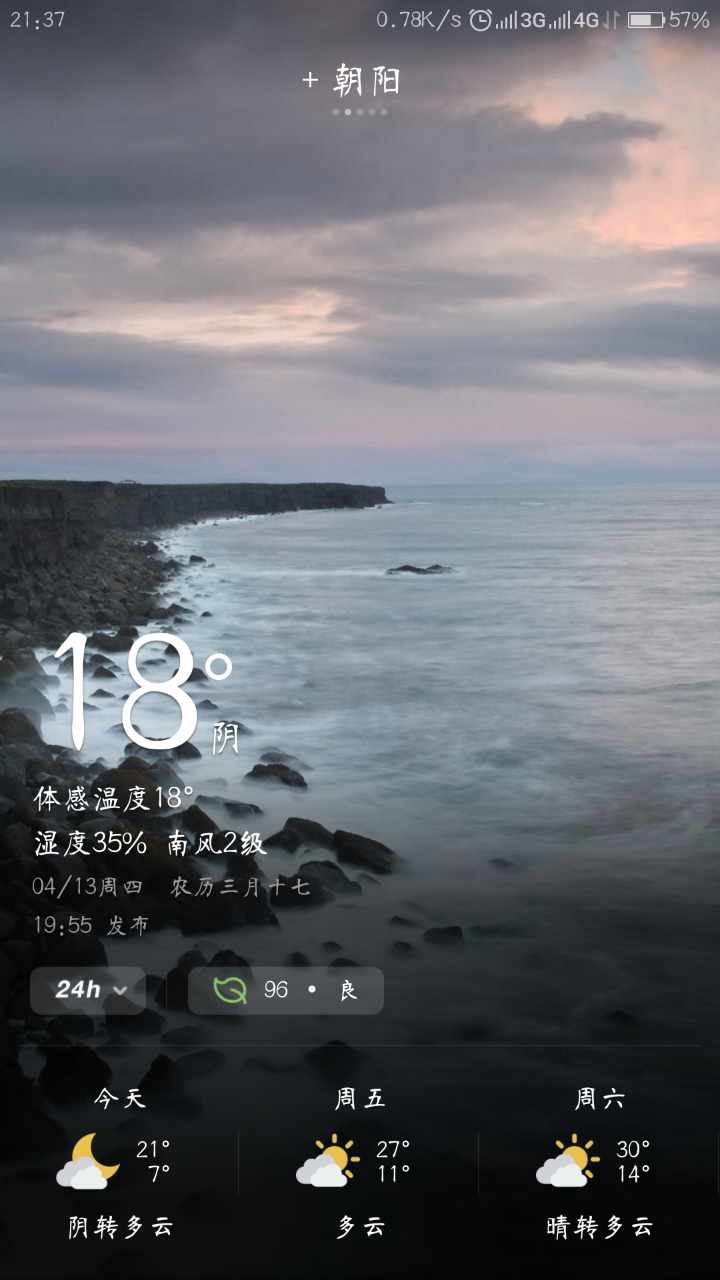 21:37 0.78K/s 3G 4G 57%
+ 朝阳
18°
阴
体感温度18°
湿度35% 南风2级
04/13周四 农历三月十七
19:55 发布
24h 96 • 良
今天 周五 周六
21° 27° 30°
7° 11° 14°
阴转多云 多云 晴转多云